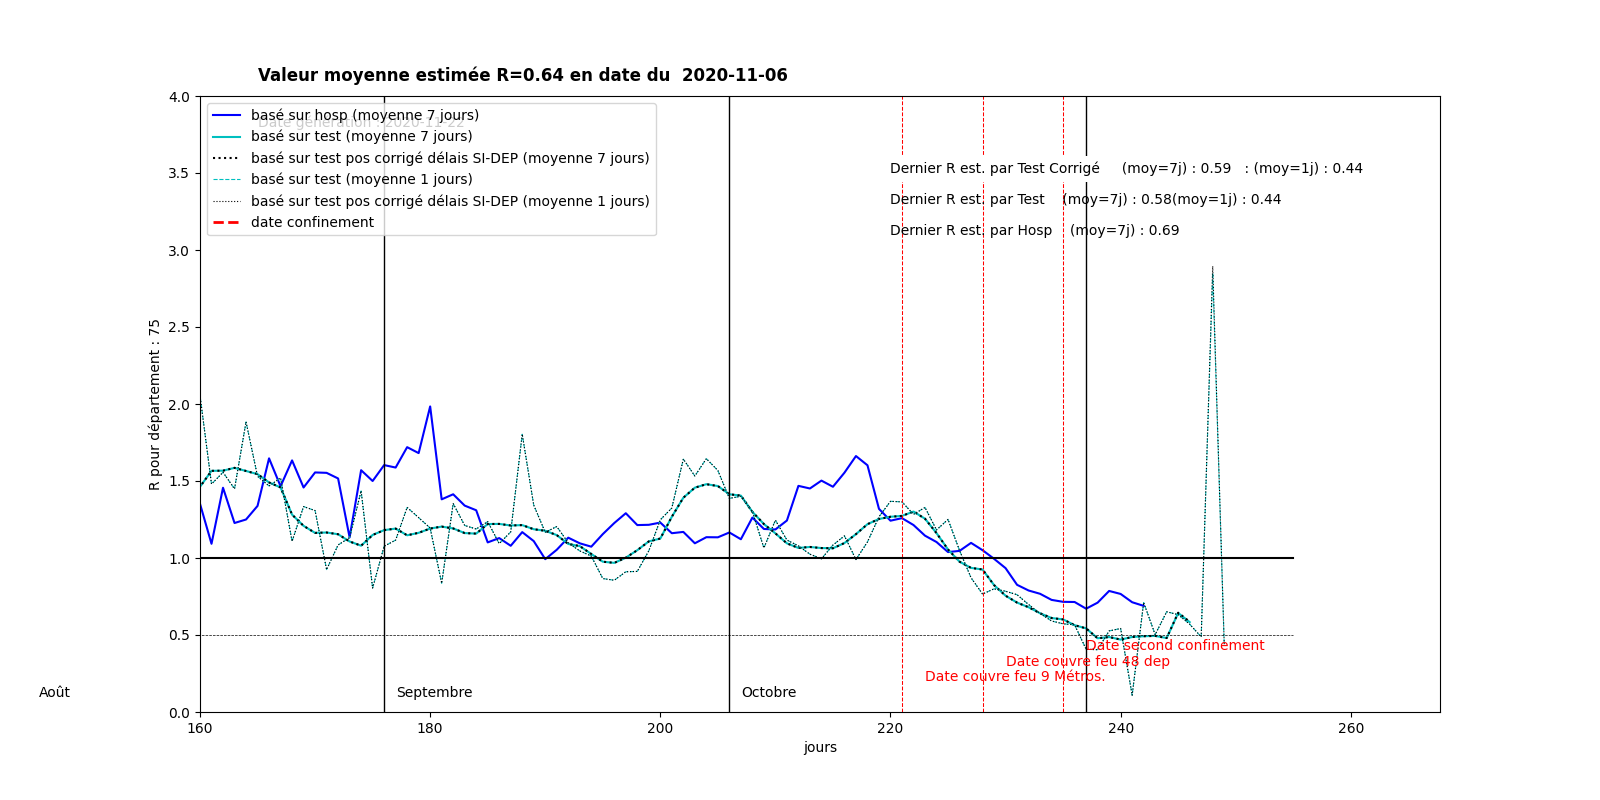 Valeur moyenne estimée R=0.64 en date du  2020-11-06
4.0
basé sur hosp (moyenne 7 jours)
Date génération : 2020-11-22
basé sur test (moyenne 7 jours)
basé sur test pos corrigé délais SI-DEP (moyenne 7 jours)
basé sur test (moyenne 1 jours)
basé sur test pos corrigé délais SI-DEP (moyenne 1 jours)
date confinement
Dernier R est. par Test Corrigé     (moy=7j) : 0.59   : (moy=1j) : 0.44
Dernier R est. par Test    (moy=7j) : 0.58(moy=1j) : 0.44
Dernier R est. par Hosp    (moy=7j) : 0.69
3.5
3.0
2.5
2.0
1.5
1.0
0.5
0.0
R pour département : 75
Date second confinement
Date couvre feu 48 dep
Date couvre feu 9 Métros.
Août
Septembre
Octobre
160
180
200
220
240
260
jours